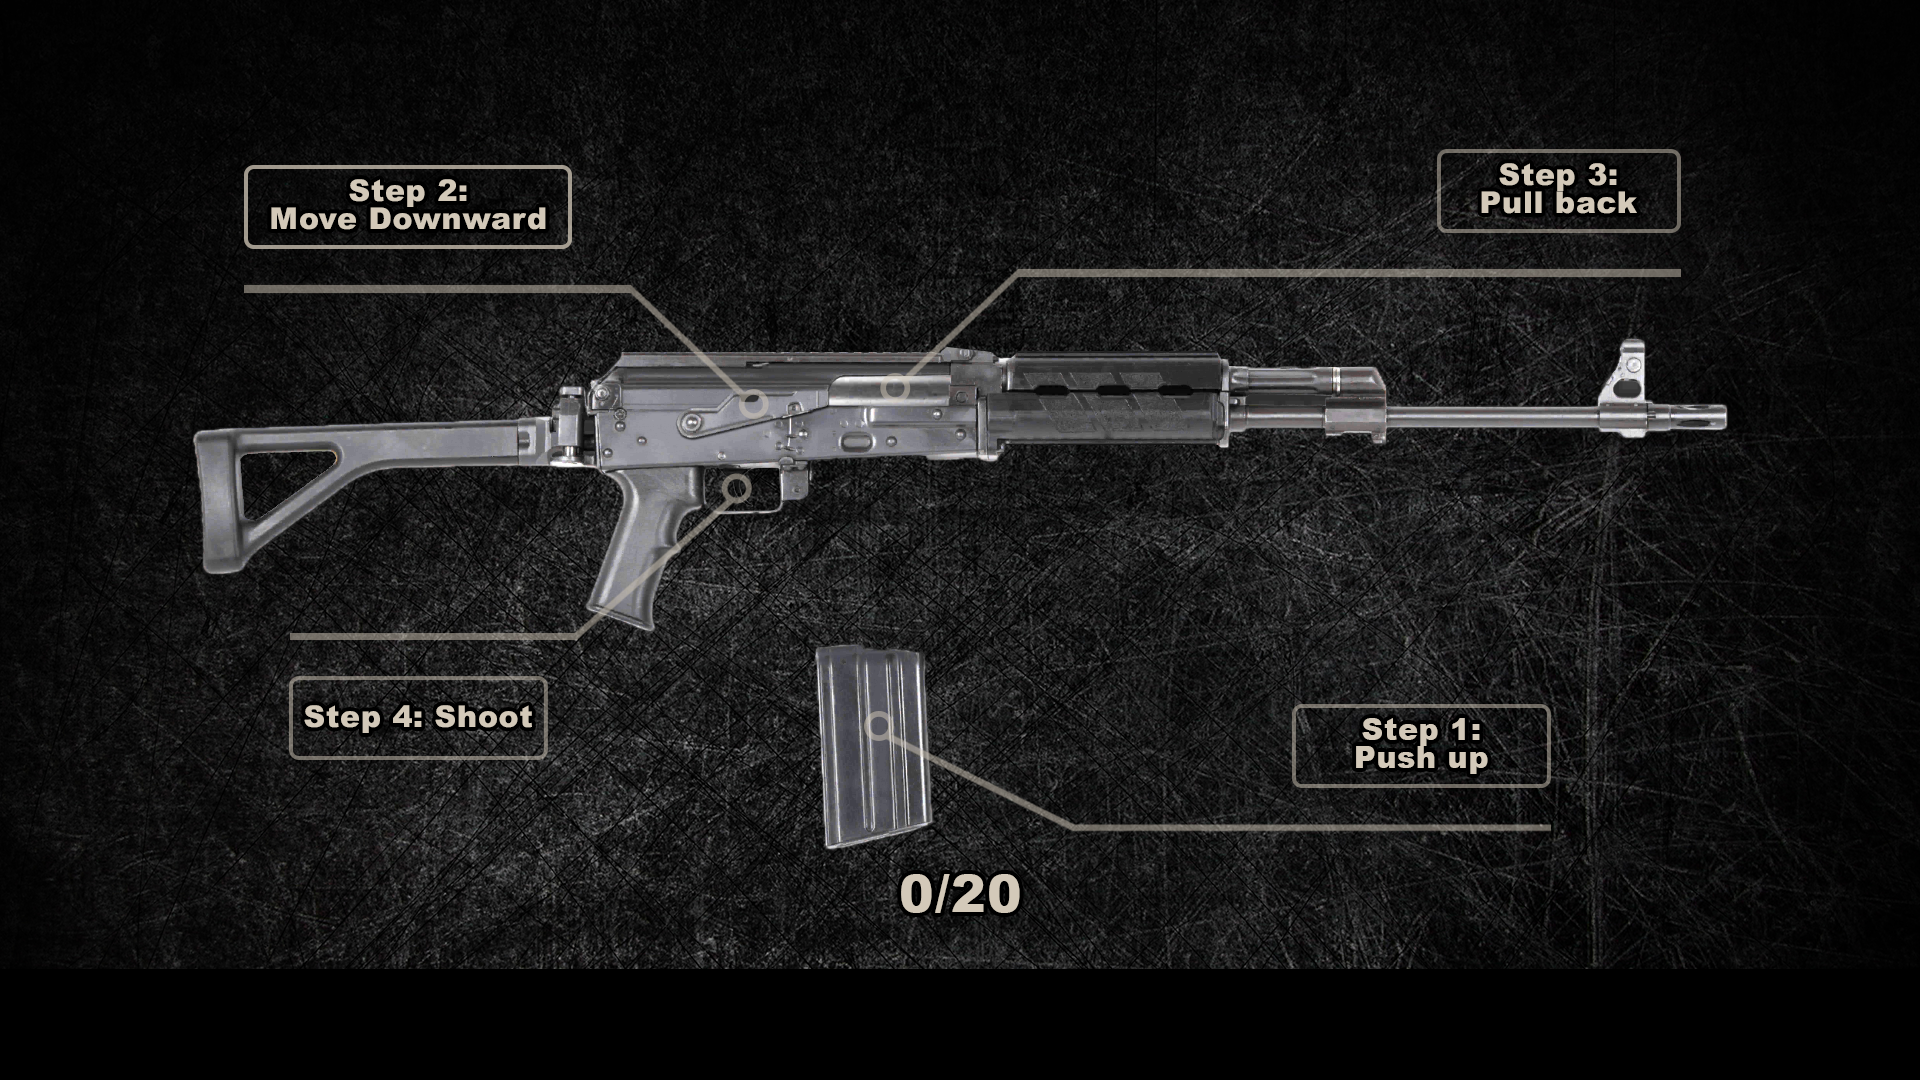 Step 2:
Move Downward
Step 3:
Pull back
Step 4: Shoot
Step 1:
Push up
0/20